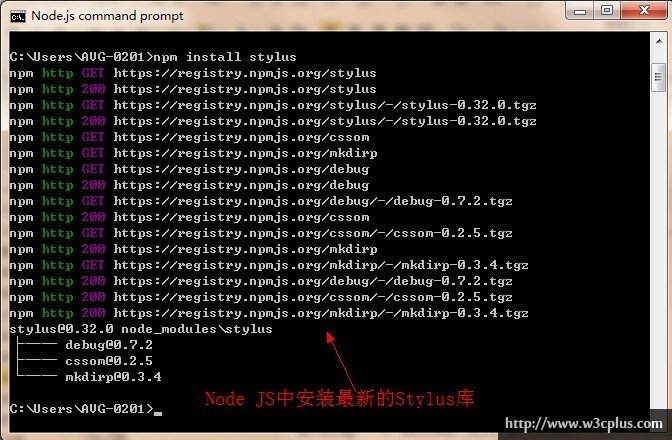 Node.js command prompt
C:\Users\AVG-0201>npm install stylus
npm http GET https://registry.npmjs.org/stylus
npm http 200 https://registry.npmjs.org/stylus
npm http GET https://registry.npmjs.org/stylus/-/stylus-0.32.0.tgz
npm http 200 https://registry.npmjs.org/stylus/-/stylus-0.32.0.tgz
npm http GET https://registry.npmjs.org/cssom
npm http GET https://registry.npmjs.org/mkdirp
npm http GET https://registry.npmjs.org/debug
npm http 200 https://registry.npmjs.org/debug
npm http GET https://registry.npmjs.org/debug/-/debug-0.7.2.tgz
npm http 200 https://registry.npmjs.org/cssom
npm http GET https://registry.npmjs.org/cssom/-/cssom-0.2.5.tgz
npm http 200 https://registry.npmjs.org/mkdirp
npm http GET https://registry.npmjs.org/mkdirp/-/mkdirp-0.3.4.tgz
npm http 200 https://registry.npmjs.org/debug/-/debug-0.7.2.tgz
npm http 200 https://registry.npmjs.org/cssom/-/cssom-0.2.5.tgz
npm http 200 https://registry.npmjs.org/mkdirp/-/mkdirp-0.3.4.tgz
stylus@0.32.0 node_modules\stylus
├── debug@0.7.2
├── cssom@0.2.5
└── mkdirp@0.3.4
Node JS中安装最新的Stylus库
C:\Users\AVG-0201>_
http://www.w3cplus.com